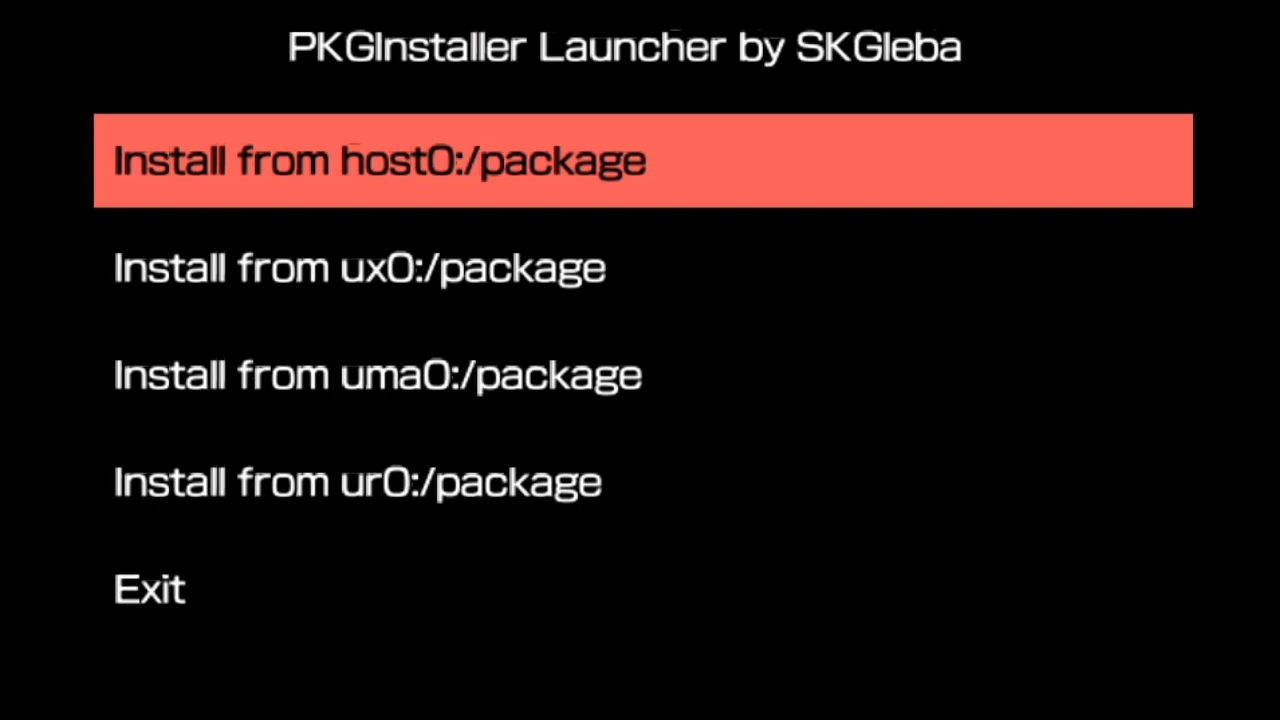 PKGInstaller Launcher by SKGleba
Install from host0:/package
Install from ux0:/package
Install from uma0:/package
Install from ur0:/package
Exit